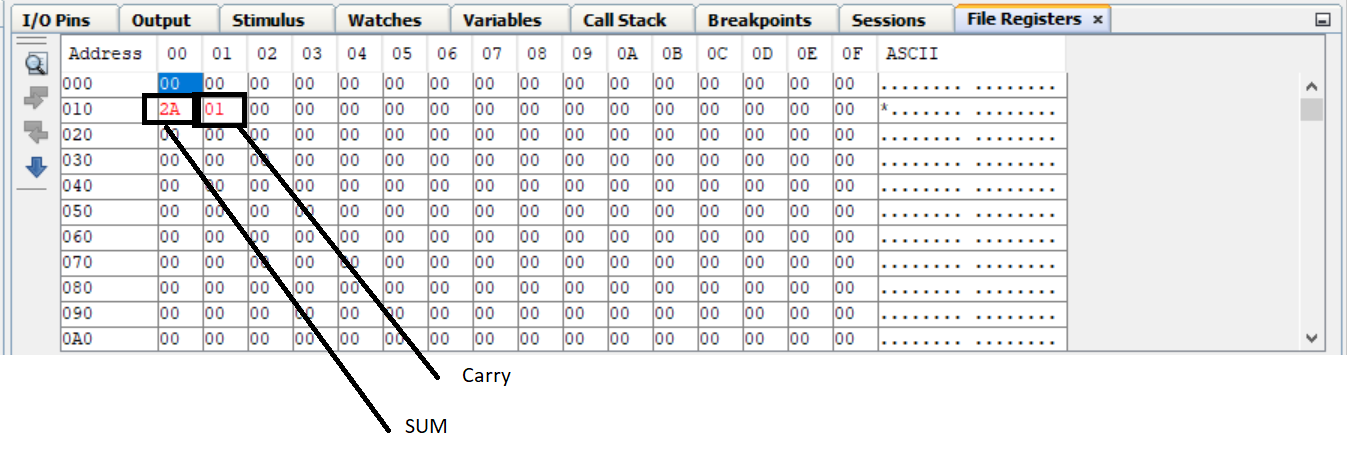 I/O Pins Output Stimulus Watches Variables Call Stack Breakpoints Sessions File Registers ×
Address 00 01 02 03 04 05 06 07 08 09 0A 0B 0C 0D 0E 0F ASCII
000 00 00 00 00 00 00 00 00 00 00 00 00 00 00 00 00 ........ ........
010 2A 01 00 00 00 00 00 00 00 00 00 00 00 00 00 00 *....... ........
020 00 00 00 00 00 00 00 00 00 00 00 00 00 00 00 00 ........ ........
030 00 00 00 00 00 00 00 00 00 00 00 00 00 00 00 00 ........ ........
040 00 00 00 00 00 00 00 00 00 00 00 00 00 00 00 00 ........ ........
050 00 00 00 00 00 00 00 00 00 00 00 00 00 00 00 00 ........ ........
060 00 00 00 00 00 00 00 00 00 00 00 00 00 00 00 00 ........ ........
070 00 00 00 00 00 00 00 00 00 00 00 00 00 00 00 00 ........ ........
080 00 00 00 00 00 00 00 00 00 00 00 00 00 00 00 00 ........ ........
090 00 00 00 00 00 00 00 00 00 00 00 00 00 00 00 00 ........ ........
0A0 00 00 00 00 00 00 00 00 00 00 00 00 00 00 00 00 ........ ........
Carry
SUM